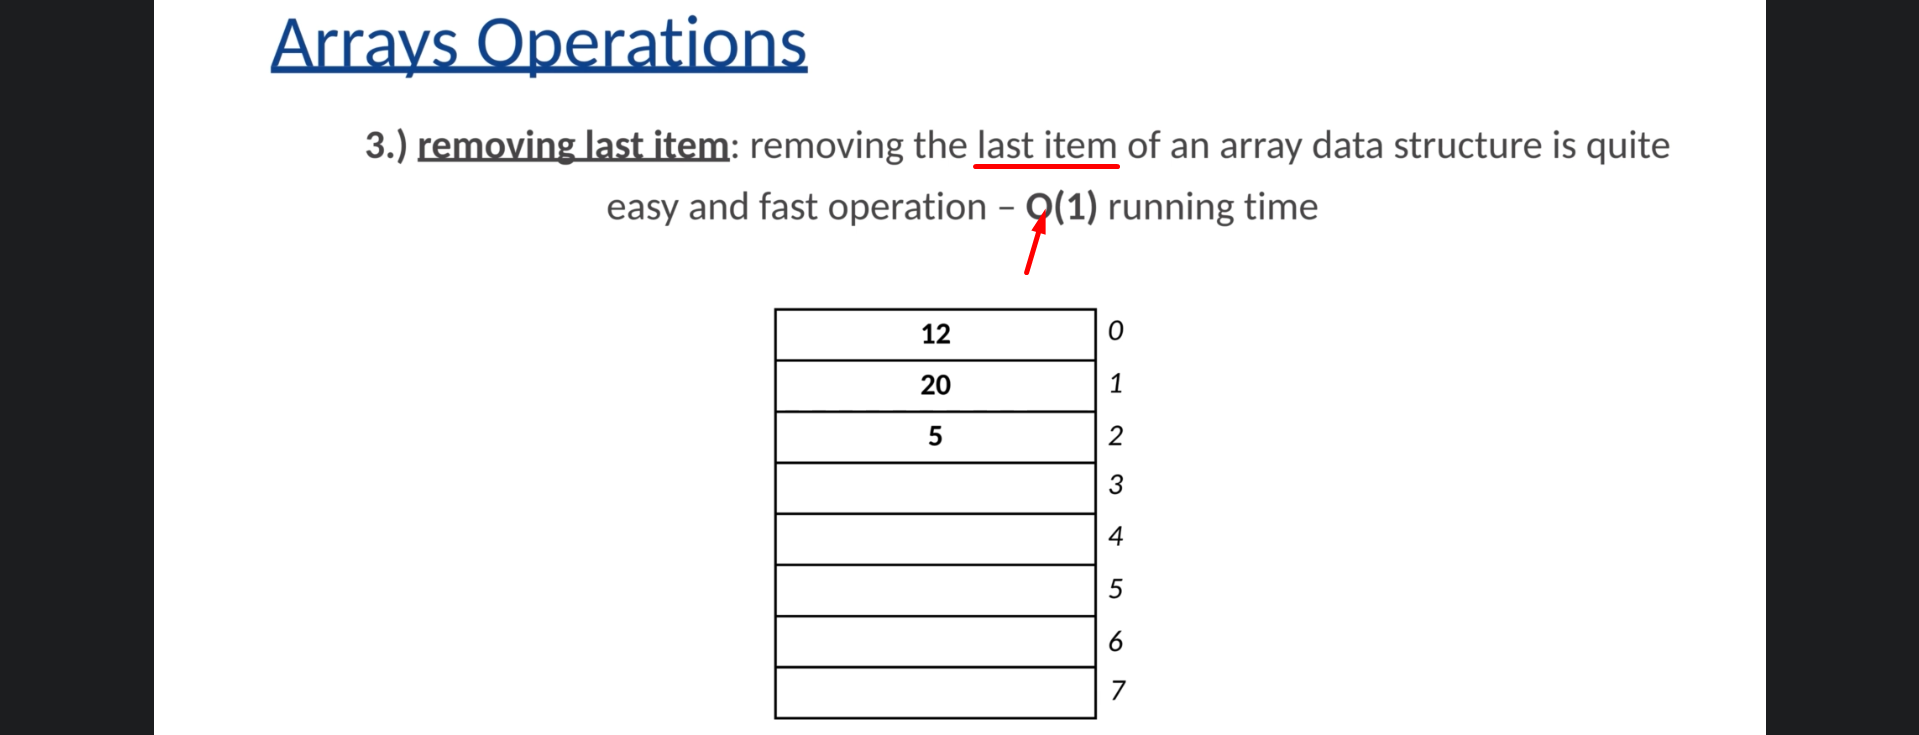 Arrays Operations
3.) removing last item: removing the last item of an array data structure is quite
easy and fast operation – O(1) running time
12 0
20 1
5 2
3
4
5
6
7